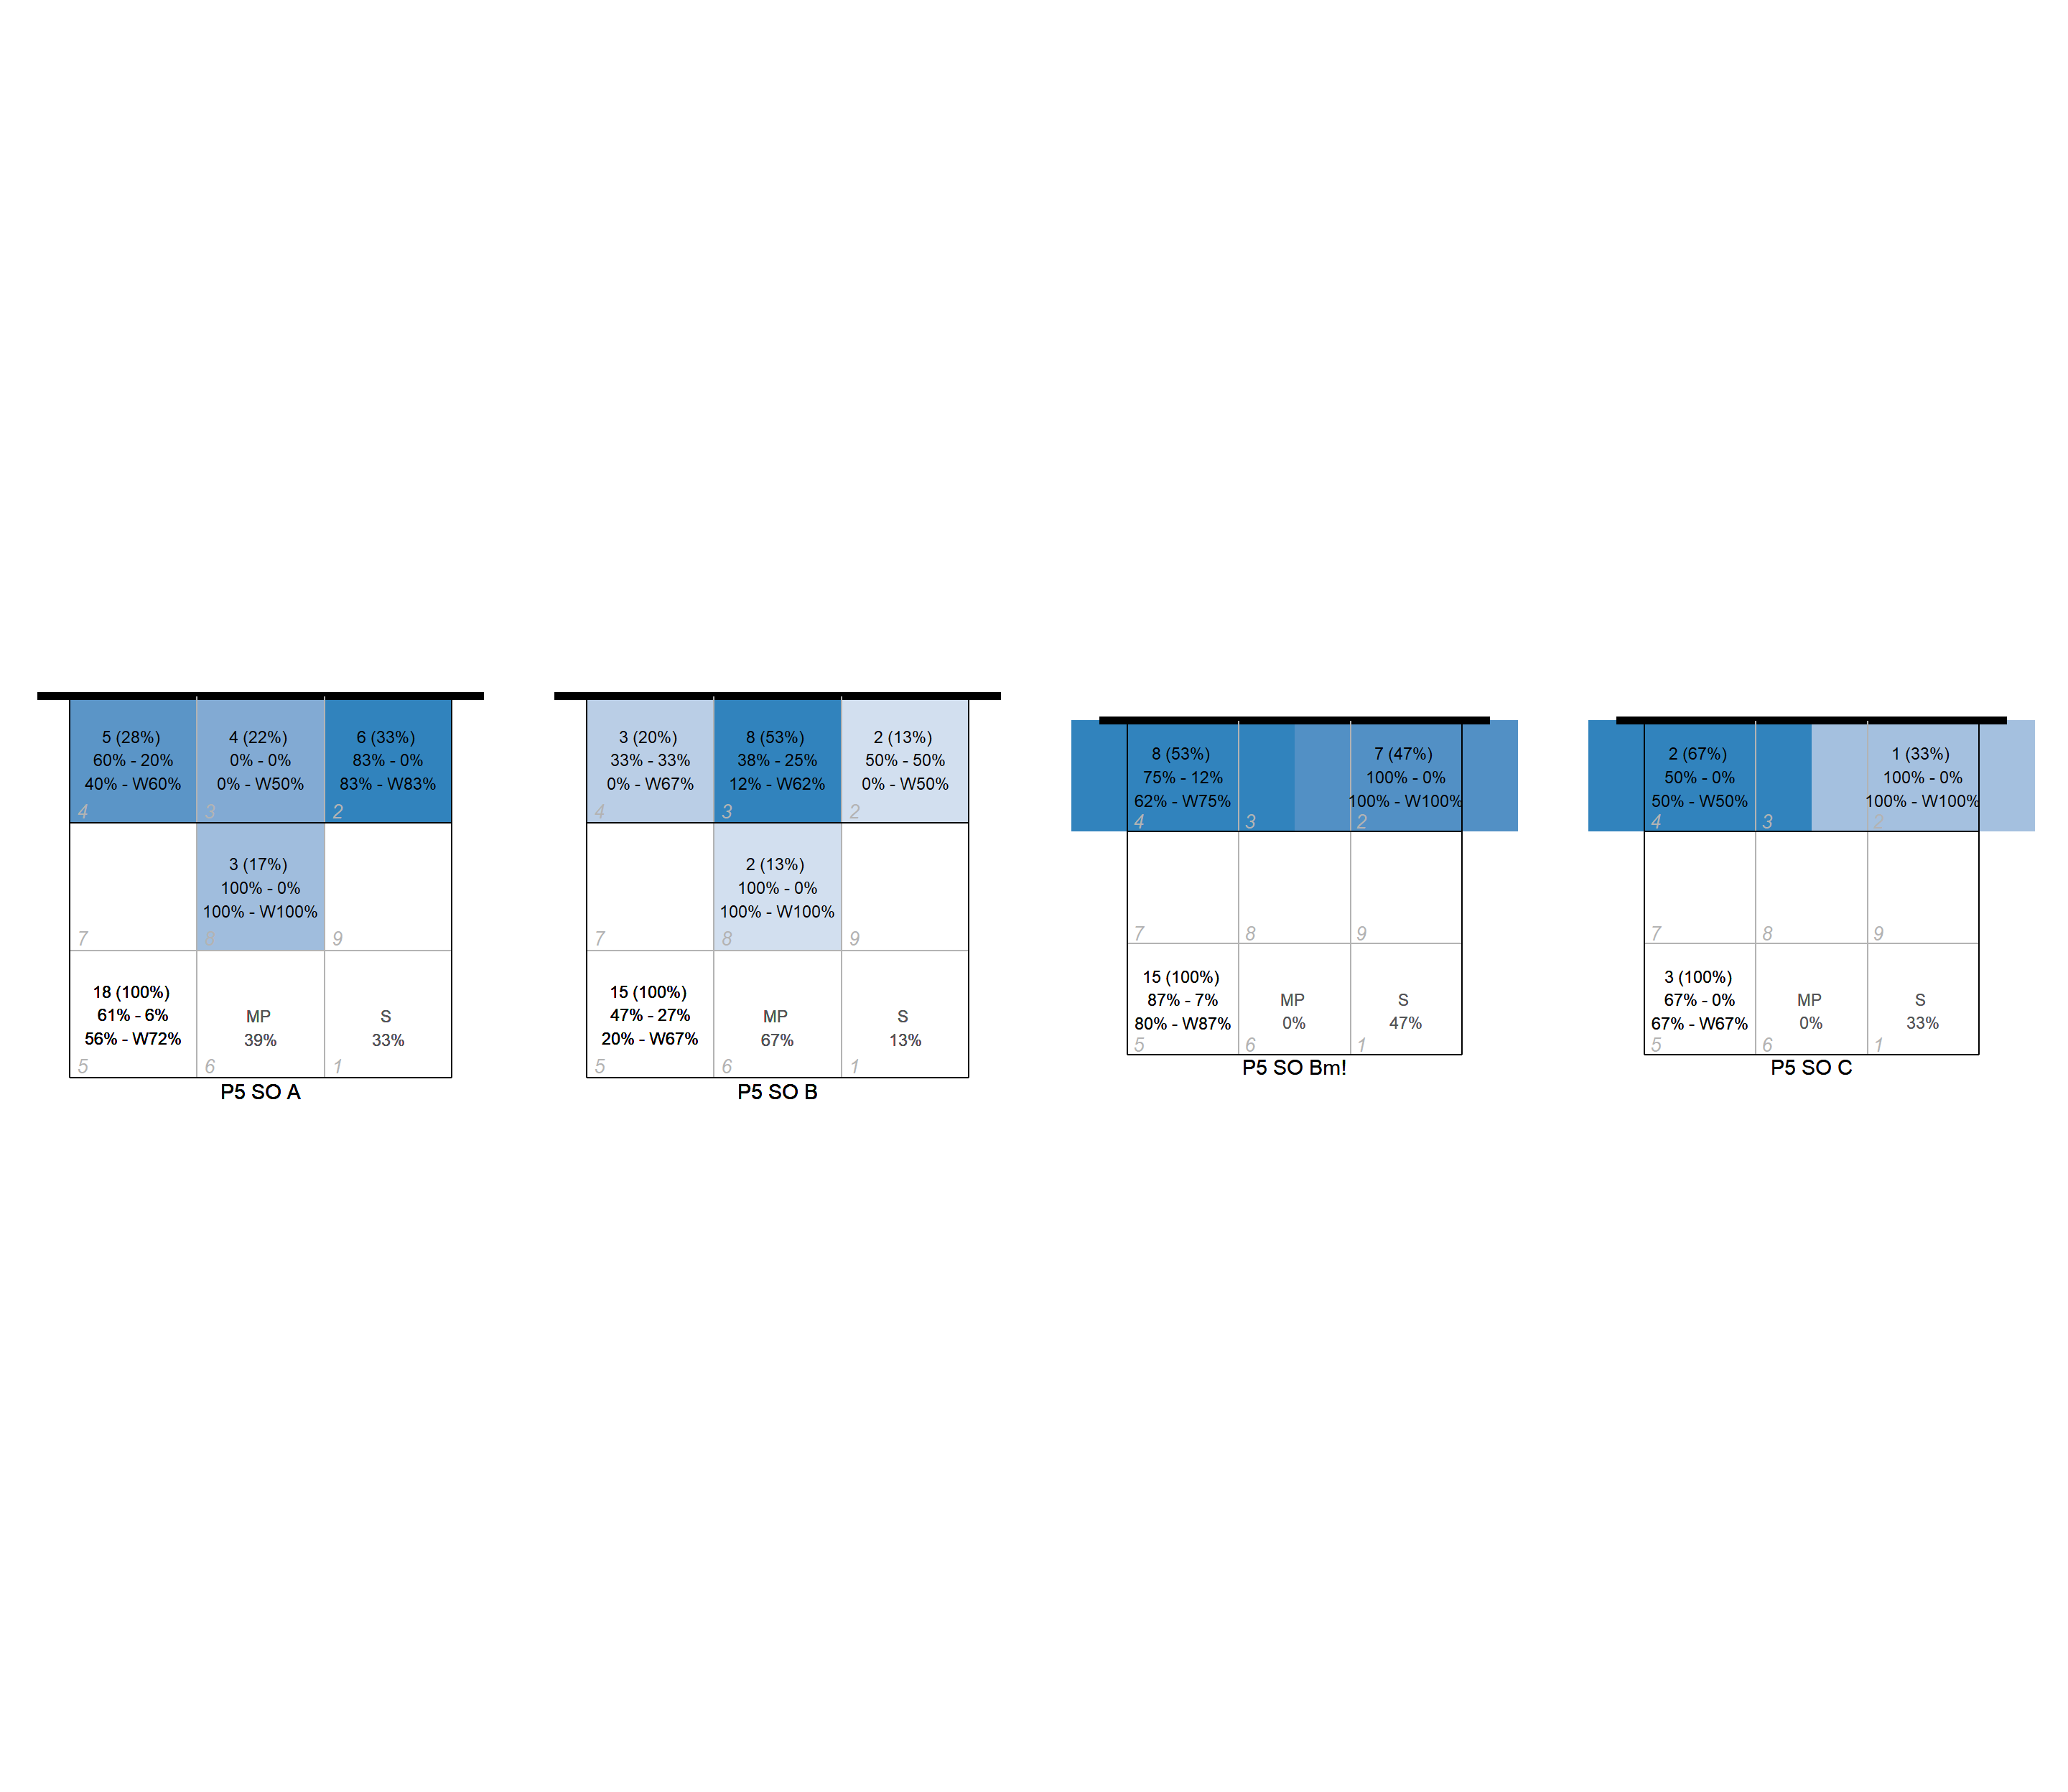 5 (28%)
60% - 20%
40% - W60%
4
4 (22%)
0% - 0%
0% - W50%
3
6 (33%)
83% - 0%
83% - W83%
2
7
3 (17%)
100% - 0%
100% - W100%
8
9
18 (100%)
61% - 6%
56% - W72%
5
MP
39%
6
S
33%
1
P5 SO A
3 (20%)
33% - 33%
0% - W67%
4
8 (53%)
38% - 25%
12% - W62%
3
2 (13%)
50% - 50%
0% - W50%
2
7
2 (13%)
100% - 0%
100% - W100%
8
9
15 (100%)
47% - 27%
20% - W67%
5
MP
67%
6
S
13%
1
P5 SO B
8 (53%)
75% - 12%
62% - W75%
4
3
7 (47%)
100% - 0%
100% - W100%
2
7
8
9
15 (100%)
87% - 7%
80% - W87%
5
MP
0%
6
S
47%
1
P5 SO Bm!
2 (67%)
50% - 0%
50% - W50%
4
3
1 (33%)
100% - 0%
100% - W100%
2
7
8
9
3 (100%)
67% - 0%
67% - W67%
5
MP
0%
6
S
33%
1
P5 SO C